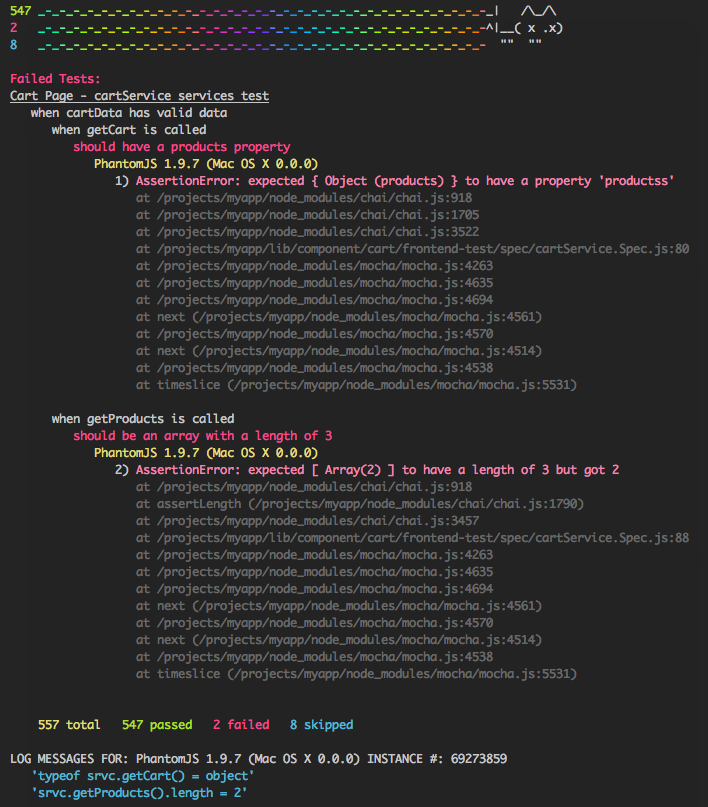 547 _-_-_-_-_-_-_-_-_-_-_-_-_-_-_-_-_-_-_-_-_-_-_-_-_-_-_-_-_-_-_-_-_| /\_/\
2 _-_-_-_-_-_-_-_-_-_-_-_-_-_-_-_-_-_-_-_-_-_-_-_-_-_-_-_-_-_-_-_-^|__( x .x)
8 _-_-_-_-_-_-_-_-_-_-_-_-_-_-_-_-_-_-_-_-_-_-_-_-_-_-_-_-_-_-_-_- "" ""
Failed Tests:
Cart Page - cartService services test
when cartData has valid data
when getCart is called
should have a products property
PhantomJS 1.9.7 (Mac OS X 0.0.0)
1) AssertionError: expected { Object (products) } to have a property 'productss'
at /projects/myapp/node_modules/chai/chai.js:918
at /projects/myapp/node_modules/chai/chai.js:1705
at /projects/myapp/node_modules/chai/chai.js:3522
at /projects/myapp/lib/component/cart/frontend-test/spec/cartService.Spec.js:80
at /projects/myapp/node_modules/mocha/mocha.js:4263
at /projects/myapp/node_modules/mocha/mocha.js:4635
at /projects/myapp/node_modules/mocha/mocha.js:4694
at next (/projects/myapp/node_modules/mocha/mocha.js:4561)
at /projects/myapp/node_modules/mocha/mocha.js:4570
at next (/projects/myapp/node_modules/mocha/mocha.js:4514)
at /projects/myapp/node_modules/mocha/mocha.js:4538
at timeslice (/projects/myapp/node_modules/mocha/mocha.js:5531)
when getProducts is called
should be an array with a length of 3
PhantomJS 1.9.7 (Mac OS X 0.0.0)
2) AssertionError: expected [ Array(2) ] to have a length of 3 but got 2
at /projects/myapp/node_modules/chai/chai.js:918
at assertLength (/projects/myapp/node_modules/chai/chai.js:1790)
at /projects/myapp/node_modules/chai/chai.js:3457
at /projects/myapp/lib/component/cart/frontend-test/spec/cartService.Spec.js:88
at /projects/myapp/node_modules/mocha/mocha.js:4263
at /projects/myapp/node_modules/mocha/mocha.js:4635
at /projects/myapp/node_modules/mocha/mocha.js:4694
at next (/projects/myapp/node_modules/mocha/mocha.js:4561)
at /projects/myapp/node_modules/mocha/mocha.js:4570
at next (/projects/myapp/node_modules/mocha/mocha.js:4514)
at /projects/myapp/node_modules/mocha/mocha.js:4538
at timeslice (/projects/myapp/node_modules/mocha/mocha.js:5531)
557 total 547 passed 2 failed 8 skipped
LOG MESSAGES FOR: PhantomJS 1.9.7 (Mac OS X 0.0.0) INSTANCE #: 69273859
'typeof srvc.getCart() = object'
'srvc.getProducts().length = 2'